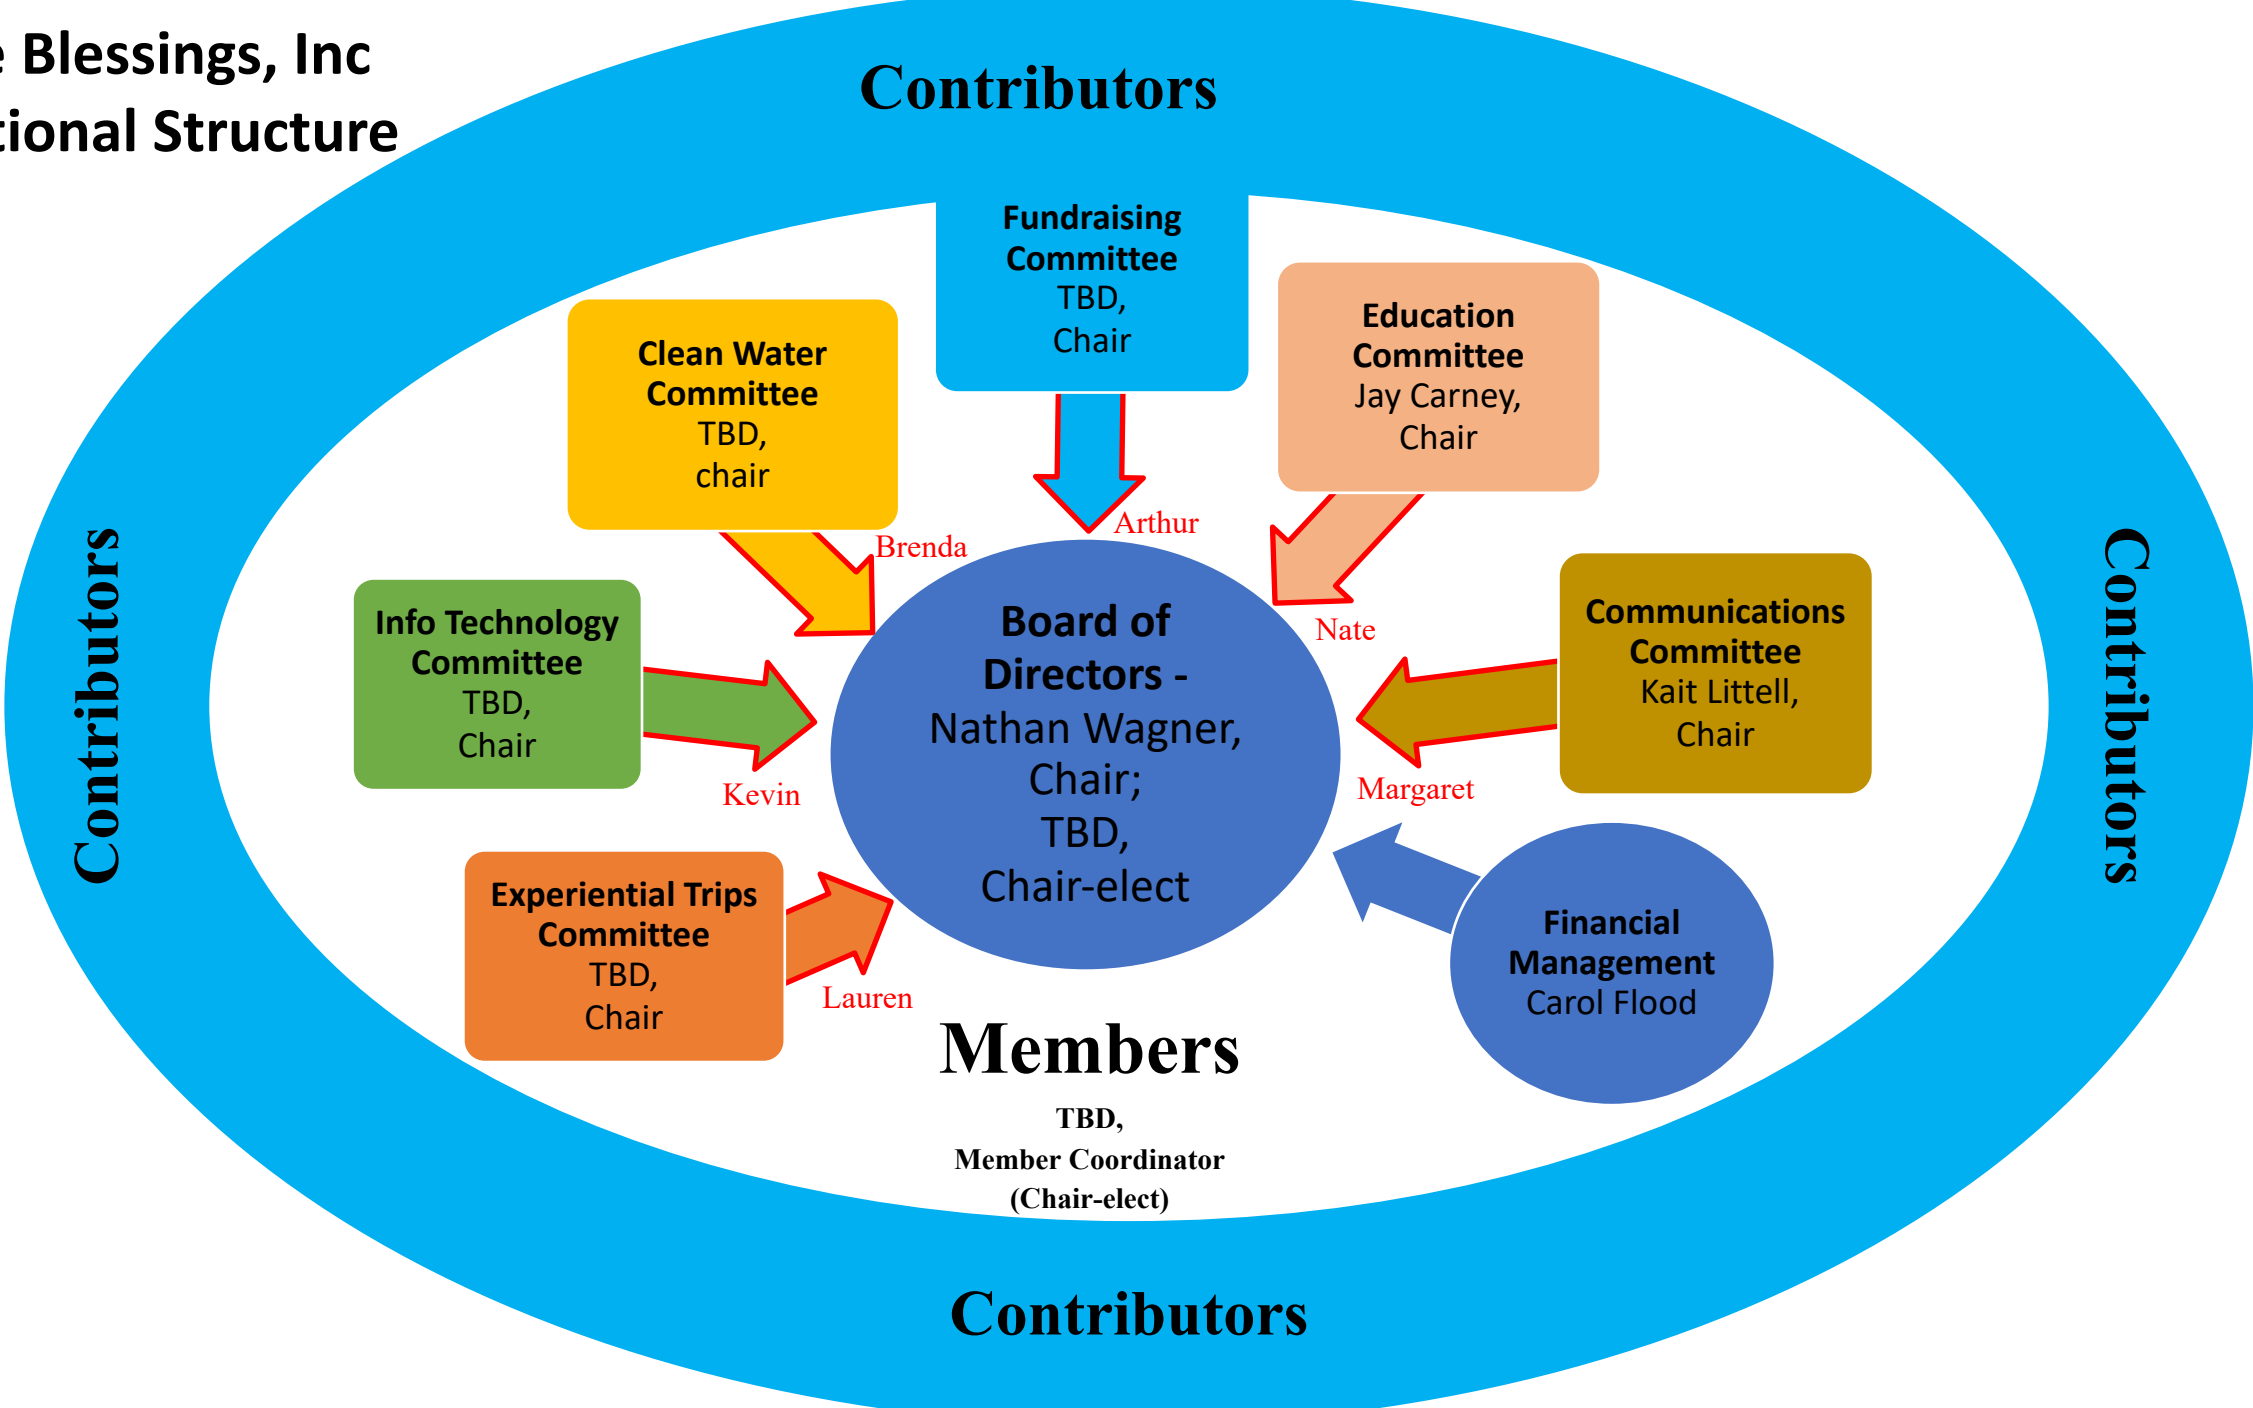 e Blessings, Inc
tional Structure
Contributors
Fundraising
Committee
TBD,
Chair
Education
Committee
Jay Carney,
Chair
Clean Water
Committee
TBD,
chair
Arthur
Brenda
Nate
Contributors
Contributors
Info Technology
Committee
TBD,
Chair
Board of
Directors -
Nathan Wagner,
Chair;
TBD,
Chair-elect
Communications
Committee
Kait Littell,
Chair
Kevin
Margaret
Experiential Trips
Committee
TBD,
Chair
Lauren
Financial
Management
Carol Flood
Members
TBD,
Member Coordinator
(Chair-elect)
Contributors